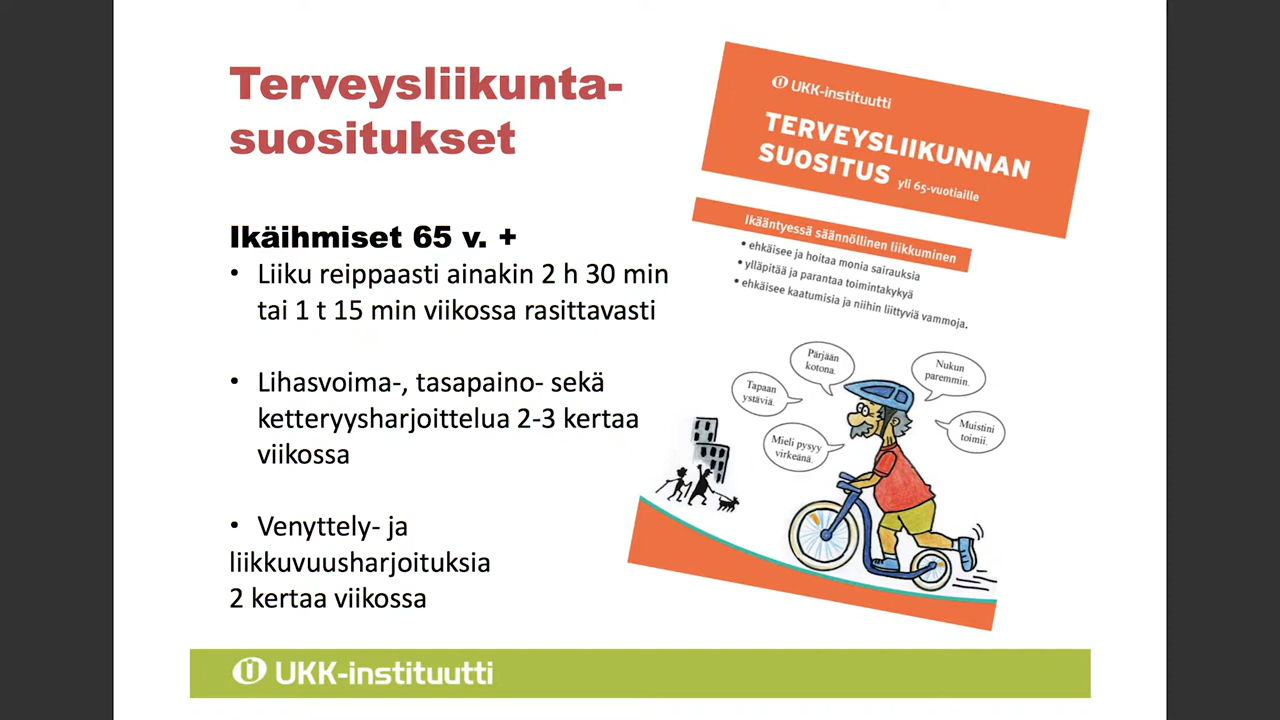 Terveysliikunta-
suositukset
Ikäihmiset 65 v. +
• Liiku reippaasti ainakin 2 h 30 min
tai 1 t 15 min viikossa rasittavasti
• Lihasvoima-, tasapaino- sekä
ketteryysharjoittelua 2-3 kertaa
viikossa
• Venyttely- ja
liikkuvuusharjoituksia
2 kertaa viikossa
UKK-instituutti
TERVEYSLIIKUNNAN
SUOSITUS yli 65-vuotiaille
Ikääntyessä säännöllinen liikkuminen
• ehkäisee ja hoitaa monia sairauksia
• ylläpitää ja parantaa toimintakykyä
• ehkäisee kaatumisia ja niihin liittyviä vammoja.
Pärjään
kotona.
Nukun
paremmin.
Tapaan
ystäviä.
Muistini
toimii.
Mieli pysyy
virkeänä.
UKK-instituutti